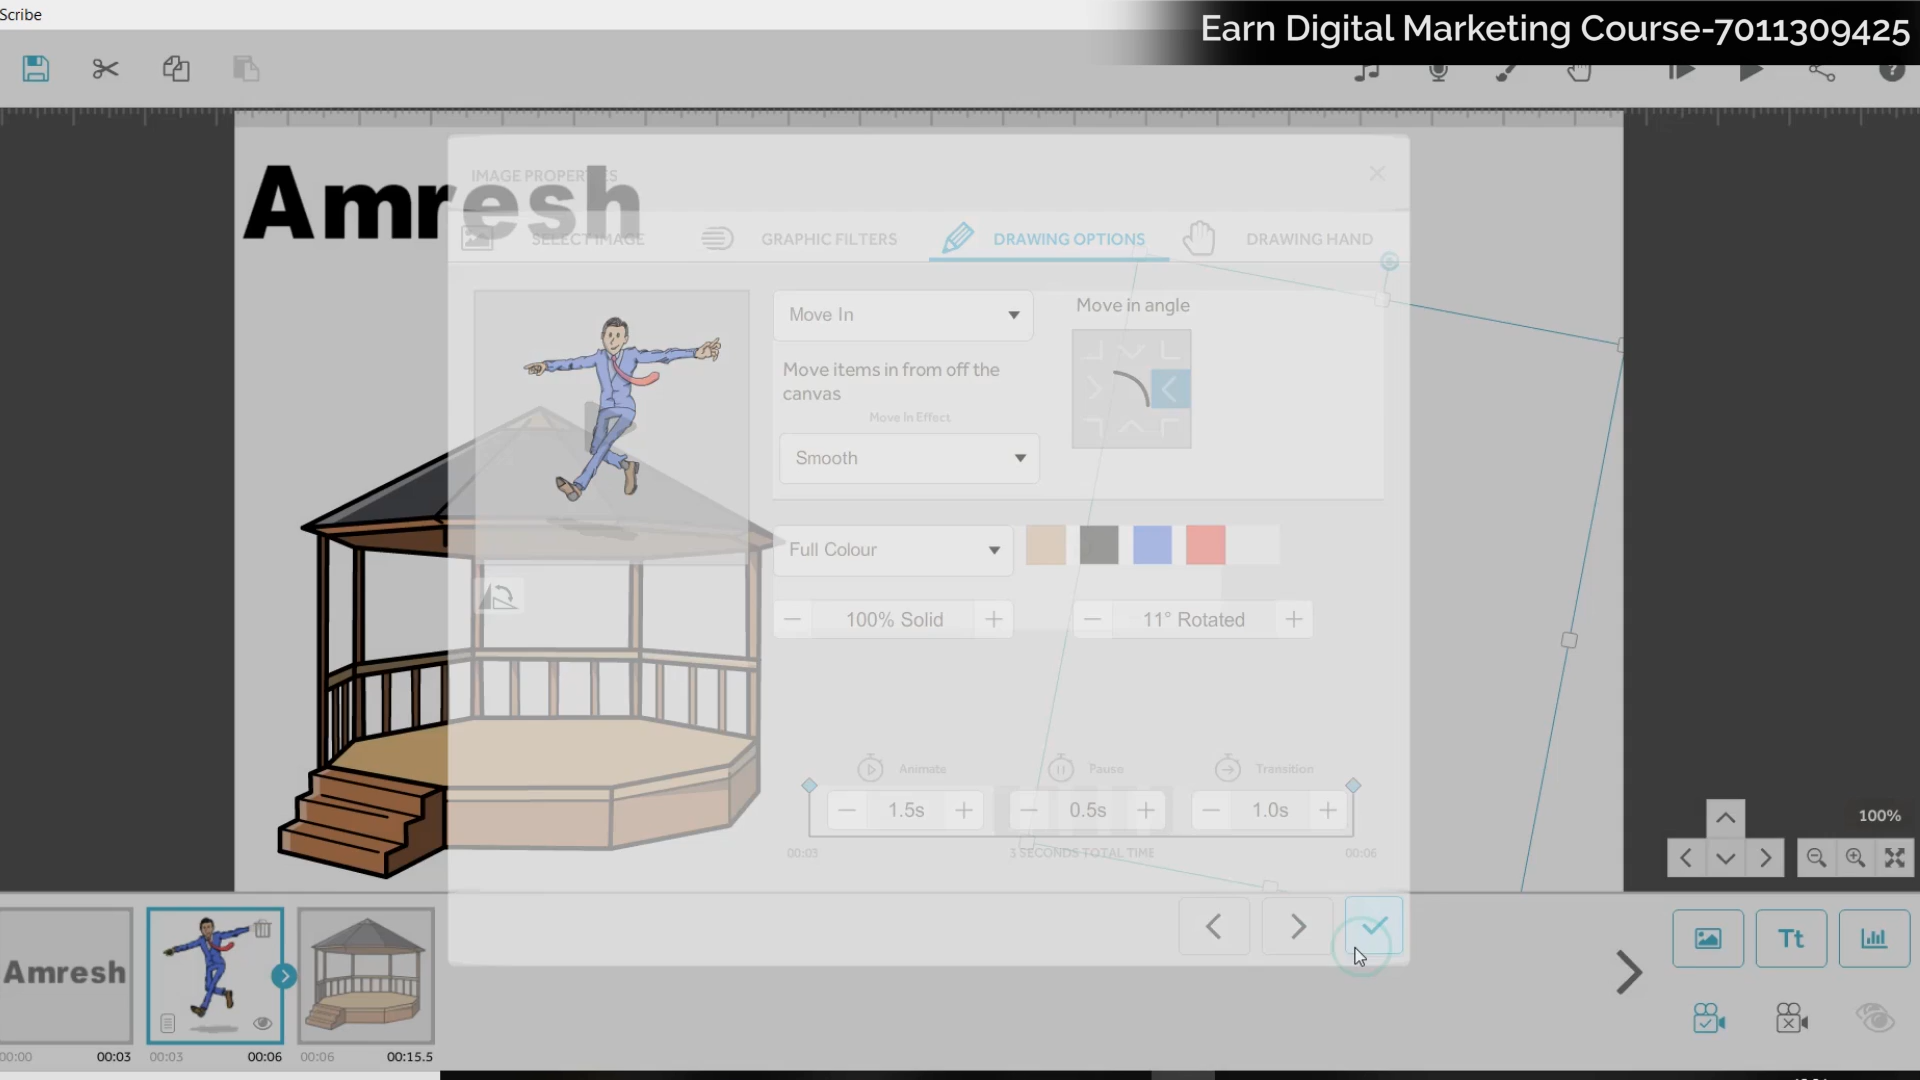 Scribe
Earn Digital Marketing Course-7011309425
Amresh
IMAGE PROPERTIES
SELECT IMAGE
GRAPHIC FILTERS
DRAWING OPTIONS
DRAWING HAND
Move In
Move in angle
Move items in from off the
canvas
Move In Effect
Smooth
Full Colour
100% Solid
11° Rotated
Animate
Pause
Transition
1.5s
0.5s
1.0s
00:03
3 SECONDS TOTAL TIME
00:06
100%
Amresh
Tt
00:00
00:03
00:03
00:06
00:06
00:15.5